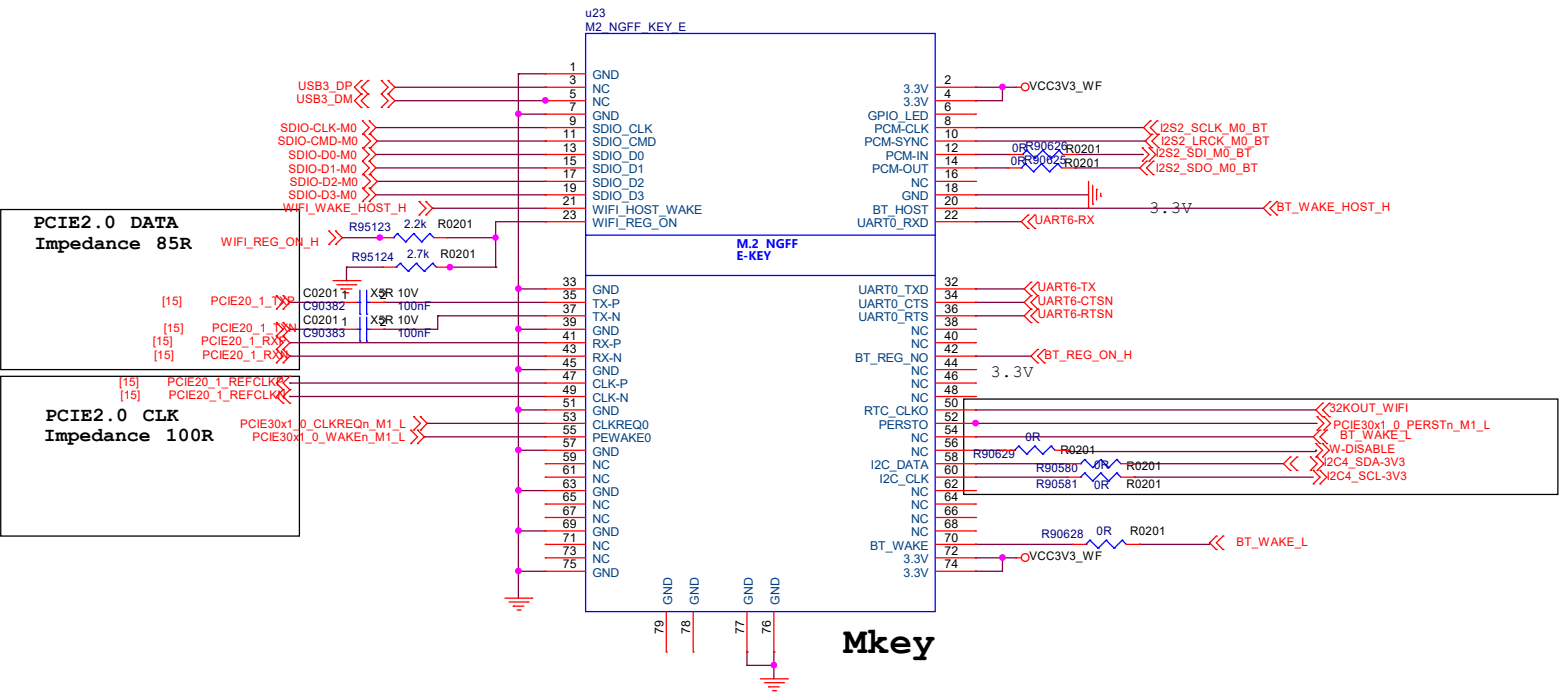 u23
M2_NGFF_KEY_E
1 GND
USB3_DP 3 NC
USB3_DM 5 NC
7 GND
SDIO-CLK-M0 9 SDIO_CLK
SDIO-CMD-M0 11 SDIO_CMD
SDIO-D0-M0 13 SDIO_D0
SDIO-D1-M0 15 SDIO_D1
SDIO-D2-M0 17 SDIO_D2
SDIO-D3-M0 19 SDIO_D3
WIFI_WAKE_HOST_H 21 WIFI_HOST_WAKE
23 WIFI_REG_ON
3.3V 2 VCC3V3_WF
3.3V 4
GPIO_LED 6
PCM-CLK 8 I2S2_SCLK_M0_BT
PCM-SYNC 10 I2S2_LRCK_M0_BT
PCM-IN 12 0R R90626 R0201 I2S2_SDI_M0_BT
PCM-OUT 14 0R R90625 R0201 I2S2_SDO_M0_BT
NC 16
GND 18
BT_HOST 20 3.3V BT_WAKE_HOST_H
UART0_RXD 22 UART6-RX
PCIE2.0 DATA
Impedance 85R
WIFI_REG_ON_H R95123 2.2k R0201
R95124 2.7k R0201
M.2 NGFF
E-KEY
33 GND
[15] PCIE20_1_TXP C0201 1 2 X5R 10V 35 TX-P
C90382 100nF
[15] PCIE20_1_TXN C0201 1 2 X5R 10V 37 TX-N
C90383 100nF
39 GND
[15] PCIE20_1_RXP 41 RX-P
[15] PCIE20_1_RXN 43 RX-N
45 GND
[15] PCIE20_1_REFCLKP 47 CLK-P
[15] PCIE20_1_REFCLKN 49 CLK-N
51 GND
PCIE2.0 CLK
Impedance 100R
PCIE30x1_0_CLKREQn_M1_L 53 CLKREQ0
PCIE30x1_0_WAKEn_M1_L 55 PEWAKE0
57 GND
59 NC
61 NC
63 GND
65 NC
67 NC
69 GND
71 NC
73 NC
75 GND
UART0_TXD 32 UART6-TX
UART0_CTS 34 UART6-CTSN
UART0_RTS 36 UART6-RTSN
NC 38
NC 40
BT_REG_NO 42 BT_REG_ON_H
NC 44 3.3V
NC 46
NC 48
RTC_CLKO 50 32KOUT_WIFI
PERSTO 52 PCIE30x1_0_PERSTn_M1_L
NC 54 BT_WAKE_L
NC 56 R90629 0R R0201 W-DISABLE
I2C_DATA 58 R90580 0R R0201 I2C4_SDA-3V3
I2C_CLK 60 R90581 0R R0201 I2C4_SCL-3V3
NC 62
NC 64
NC 66
NC 68
BT_WAKE 70 R90628 0R R0201 BT_WAKE_L
3.3V 72 VCC3V3_WF
3.3V 74
GND GND GND GND
79 78 77 76
Mkey